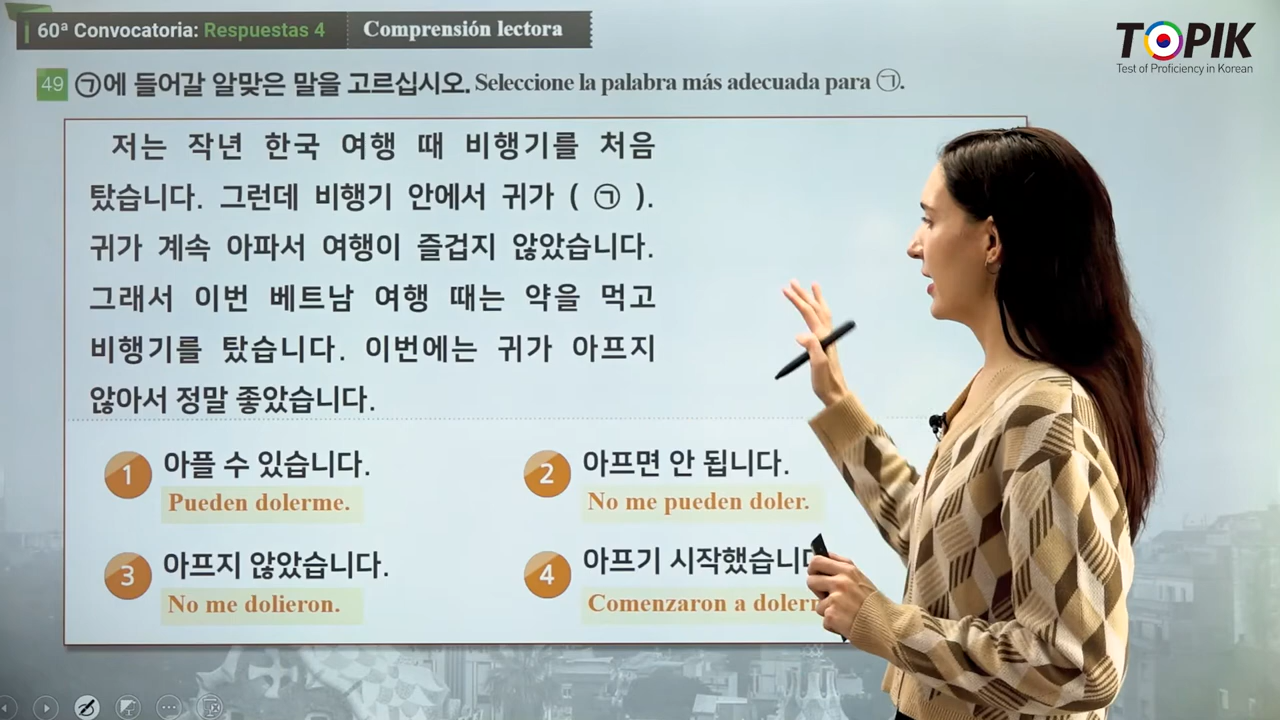 60ª Convocatoria: Respuestas 4 Comprensión lectora
TOPIK
Test of Proficiency in Korean
49 ㉠에 들어갈 알맞은 말을 고르십시오. Seleccione la palabra más adecuada para ㉠.
저는 작년 한국 여행 때 비행기를 처음
탔습니다. 그런데 비행기 안에서 귀가 ( ㉠ ).
귀가 계속 아파서 여행이 즐겁지 않았습니다.
그래서 이번 베트남 여행 때는 약을 먹고
비행기를 탔습니다. 이번에는 귀가 아프지
않아서 정말 좋았습니다.
1 아플 수 있습니다.
Pueden dolerme.
2 아프면 안 됩니다.
No me pueden doler.
3 아프지 않았습니다.
No me dolieron.
4 아프기 시작했습니
Comenzaron a